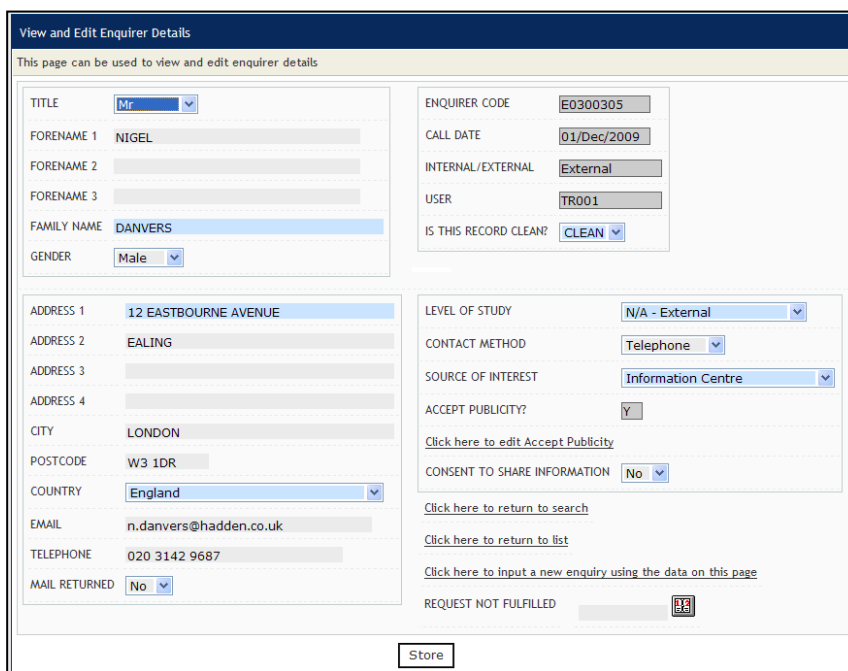 View and Edit Enquirer Details
This page can be used to view and edit enquirer details
TITLE Mr
FORENAME 1 NIGEL
FORENAME 2
FORENAME 3
FAMILY NAME DANVERS
GENDER Male
ENQUIRER CODE E0300305
CALL DATE 01/Dec/2009
INTERNAL/EXTERNAL External
USER TR001
IS THIS RECORD CLEAN? CLEAN
ADDRESS 1 12 EASTBOURNE AVENUE
ADDRESS 2 EALING
ADDRESS 3
ADDRESS 4
CITY LONDON
POSTCODE W3 1DR
COUNTRY England
EMAIL n.danvers@hadden.co.uk
TELEPHONE 020 3142 9687
MAIL RETURNED No
LEVEL OF STUDY N/A - External
CONTACT METHOD Telephone
SOURCE OF INTEREST Information Centre
ACCEPT PUBLICITY? Y
Click here to edit Accept Publicity
CONSENT TO SHARE INFORMATION No
Click here to return to search
Click here to return to list
Click here to input a new enquiry using the data on this page
REQUEST NOT FULFILLED
Store